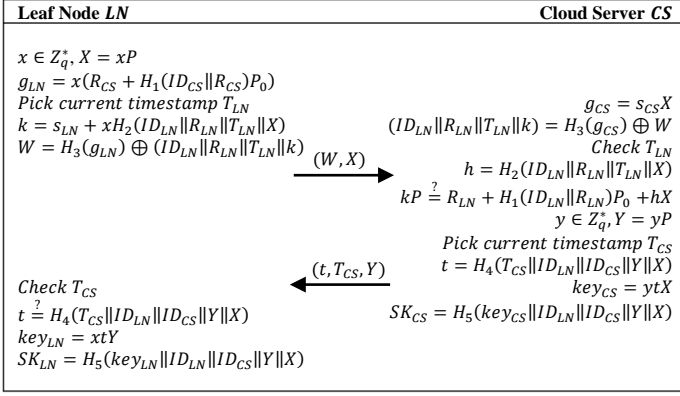 Leaf Node LN
Cloud Server CS
x ∈ Z_q^*, X = xP
g_LN = x(R_CS + H_1(ID_CS‖R_CS)P_0)
Pick current timestamp T_LN
k = s_LN + xH_2(ID_LN‖R_LN‖T_LN‖X)
W = H_3(g_LN) ⊕ (ID_LN‖R_LN‖T_LN‖k)
(W, X)
g_CS = s_CS X
(ID_LN‖R_LN‖T_LN‖k) = H_3(g_CS) ⊕ W
Check T_LN
h = H_2(ID_LN‖R_LN‖T_LN‖X)
kP ≟ R_LN + H_1(ID_LN‖R_LN)P_0 +hX
y ∈ Z_q^*, Y = yP
Pick current timestamp T_CS
t = H_4(T_CS‖ID_LN‖ID_CS‖Y‖X)
key_CS = ytX
SK_CS = H_5(key_CS‖ID_LN‖ID_CS‖Y‖X)
(t, T_CS, Y)
Check T_CS
t ≟ H_4(T_CS‖ID_LN‖ID_CS‖Y‖X)
key_LN = xtY
SK_LN = H_5(key_LN‖ID_LN‖ID_CS‖Y‖X)